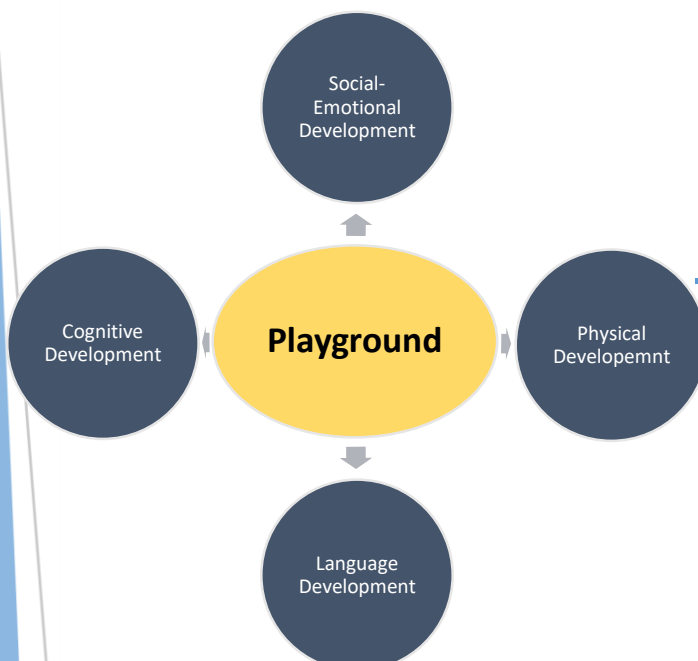 Social-
Emotional
Development
Cognitive
Development
Playground
Physical
Developemnt
Language
Development